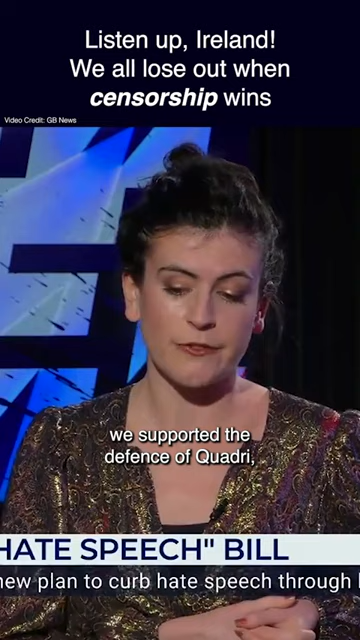 Listen up, Ireland!
We all lose out when
censorship wins
Video Credit: GB News
we supported the
defence of Quadri,
HATE SPEECH" BILL
new plan to curb hate speech through